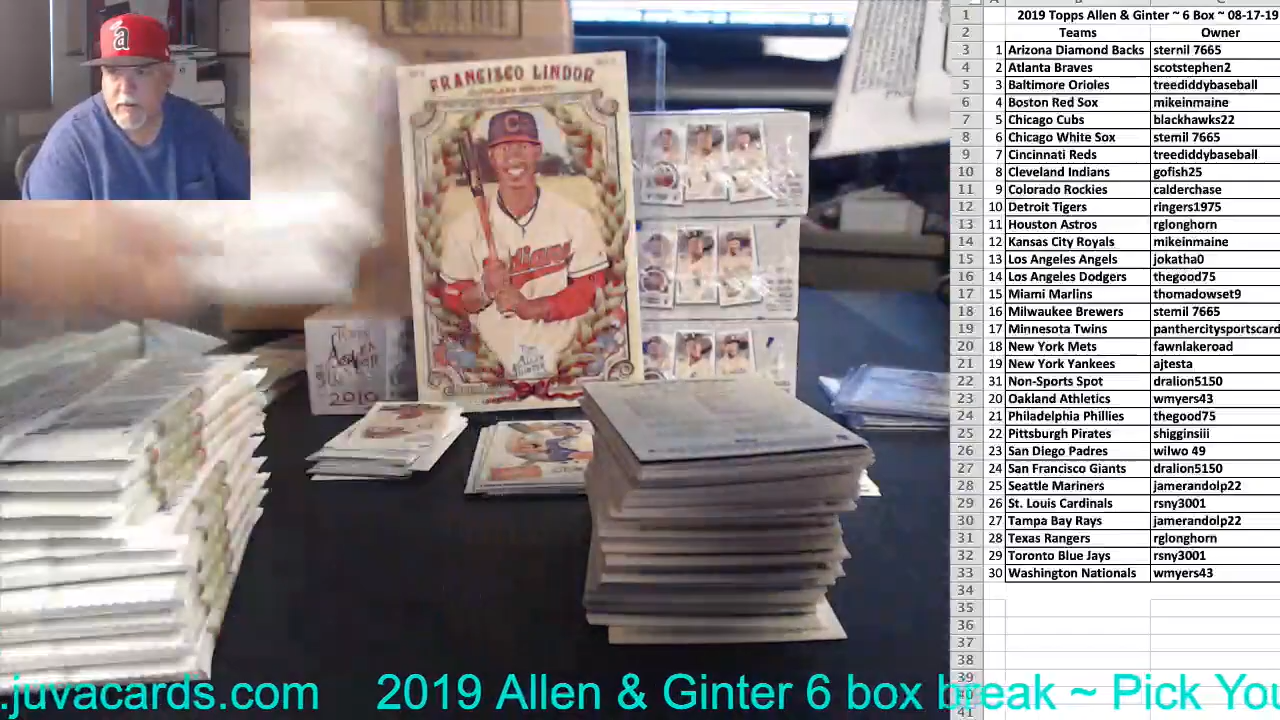 FRANCISCO LINDOR
Indians
TOPPS
ALLEN
GINTER
2019
2019 Topps Allen & Ginter ~ 6 Box ~ 08-17-19
Teams Owner
1 Arizona Diamond Backs sternil 7665
2 Atlanta Braves scotstephen2
3 Baltimore Orioles treediddybaseball
4 Boston Red Sox mikeinmaine
5 Chicago Cubs blackhawks22
6 Chicago White Sox sternil 7665
7 Cincinnati Reds treediddybaseball
8 Cleveland Indians gofish25
9 Colorado Rockies calderchase
10 Detroit Tigers ringers1975
11 Houston Astros rglonghorn
12 Kansas City Royals mikeinmaine
13 Los Angeles Angels jokatha0
14 Los Angeles Dodgers thegood75
15 Miami Marlins thomadowset9
16 Milwaukee Brewers sternil 7665
17 Minnesota Twins panthercitysportscard
18 New York Mets fawnlakeroad
19 New York Yankees ajtesta
31 Non-Sports Spot dralion5150
20 Oakland Athletics wmyers43
21 Philadelphia Phillies thegood75
22 Pittsburgh Pirates shigginsiii
23 San Diego Padres wilwo 49
24 San Francisco Giants dralion5150
25 Seattle Mariners jamerandolp22
26 St. Louis Cardinals rsny3001
27 Tampa Bay Rays jamerandolp22
28 Texas Rangers rglonghorn
29 Toronto Blue Jays rsny3001
30 Washington Nationals wmyers43
.juvacards.com 2019 Allen & Ginter 6 box break ~ Pick You